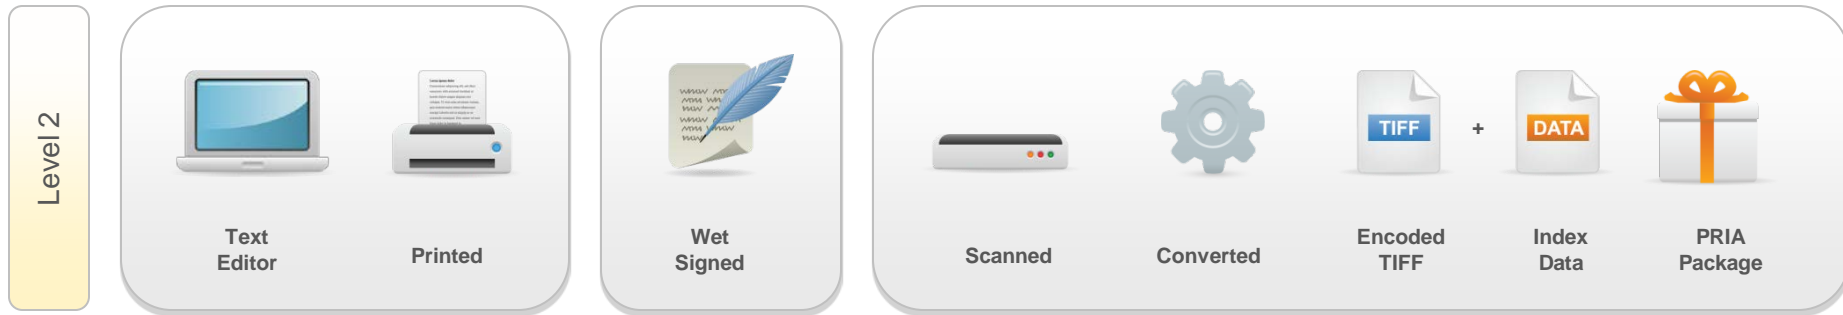 Level 2
TIFF
+
DATA
Text
Editor
Printed
Wet
Signed
Scanned
Converted
Encoded
TIFF
Index
Data
PRIA
Package